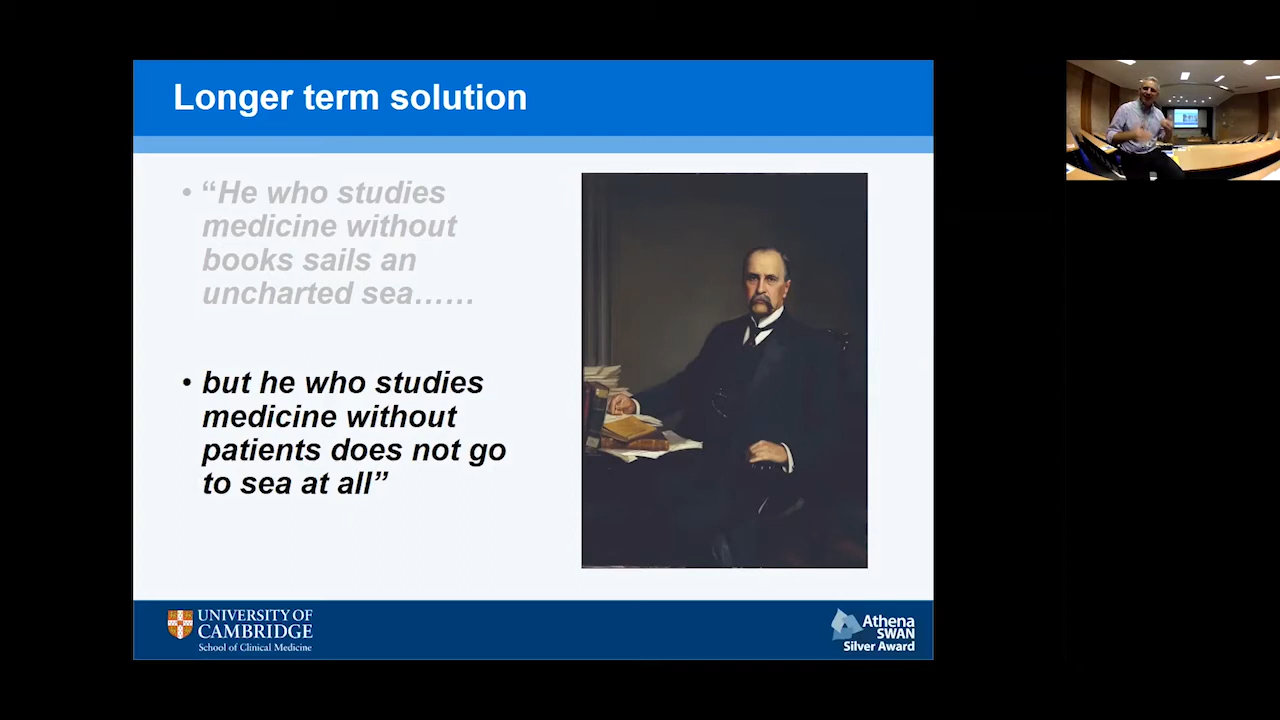 Longer term solution
• “He who studies
medicine without
books sails an
uncharted sea……
• but he who studies
medicine without
patients does not go
to sea at all”
UNIVERSITY OF
CAMBRIDGE
School of Clinical Medicine
Athena
SWAN
Silver Award